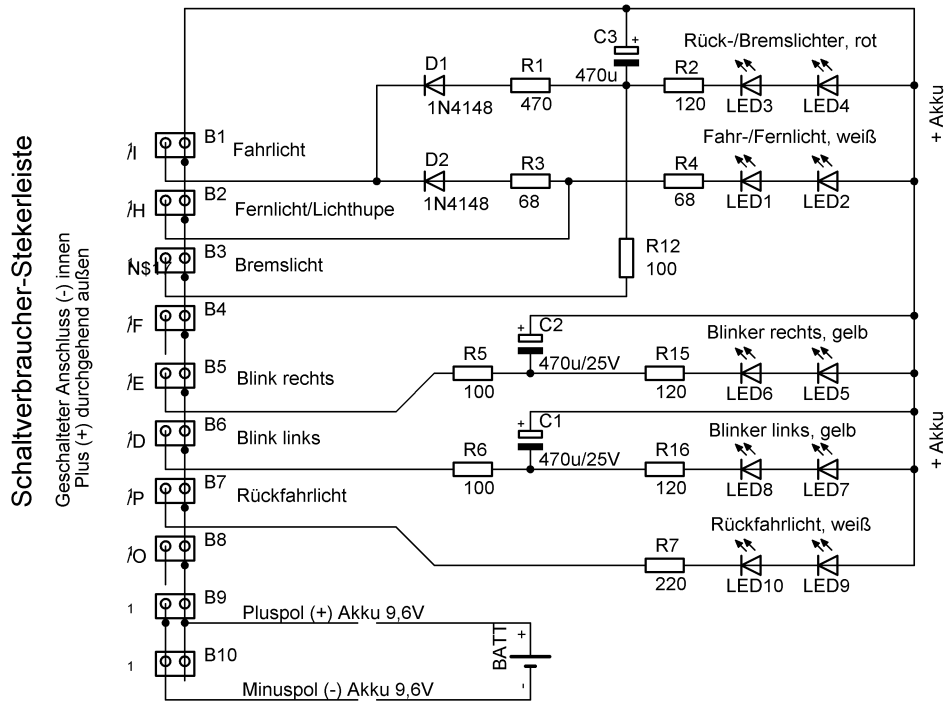 Schaltverbraucher-Stekerleiste
Geschalteter Anschluss (-) innen
Plus (+) durchgehend außen
C3
+
470u
Rück-/Bremslichter, rot
D1
1N4148
R1
470
R2
120
LED3
LED4
+ Akku
/I
B1
Fahrlicht
Fahr-/Fernlicht, weiß
D2
1N4148
R3
68
R4
68
LED1
LED2
/H
B2
Fernlicht/Lichthupe
B3
Bremslicht
R12
100
/F
B4
+
C2
470u/25V
Blinker rechts, gelb
/E
B5
Blink rechts
R5
100
R15
120
LED6
LED5
/D
B6
Blink links
+
C1
470u/25V
Blinker links, gelb
R6
100
R16
120
LED8
LED7
+ Akku
/P
B7
Rückfahrlicht
Rückfahrlicht, weiß
/O
B8
R7
220
LED10
LED9
1
B9
Pluspol (+) Akku 9,6V
BATT
+
-
1
B10
Minuspol (-) Akku 9,6V